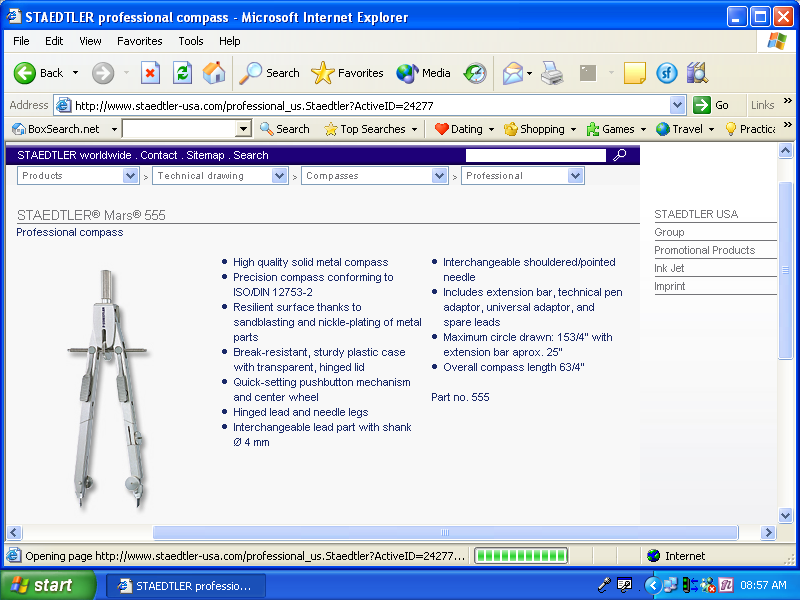 STAEDTLER professional compass - Microsoft Internet Explorer
File Edit View Favorites Tools Help
Back Search Favorites Media
Address http://www.staedtler-usa.com/professional_us.Staedtler?ActiveID=24277 Go Links »
BoxSearch.net Search Top Searches Dating Shopping Games Travel Practica »
STAEDTLER worldwide . Contact . Sitemap . Search
Products > Technical drawing > Compasses > Professional
STAEDTLER® Mars® 555
Professional compass
High quality solid metal compass
Precision compass conforming to
ISO/DIN 12753-2
Resilient surface thanks to
sandblasting and nickle-plating of metal
parts
Break-resistant, sturdy plastic case
with transparent, hinged lid
Quick-setting pushbutton mechanism
and center wheel
Hinged lead and needle legs
Interchangeable lead part with shank
Ø 4 mm
Interchangeable shouldered/pointed
needle
Includes extension bar, technical pen
adaptor, universal adaptor, and
spare leads
Maximum circle drawn: 153/4" with
extension bar aprox. 25"
Overall compass length 63/4"
Part no. 555
STAEDTLER USA
Group
Promotional Products
Ink Jet
Imprint
Opening page http://www.staedtler-usa.com/professional_us.Staedtler?ActiveID=24277... Internet
start STAEDTLER professio... 08:57 AM